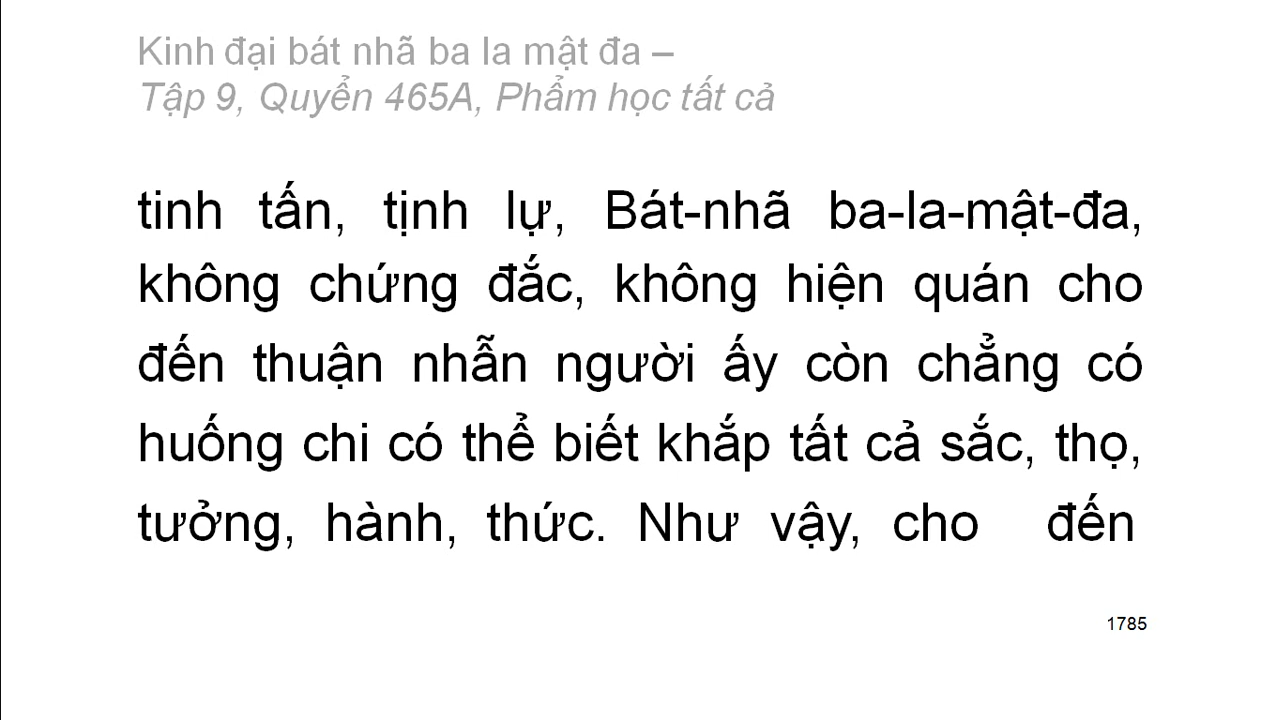 Kinh đại bát nhã ba la mật đa –
Tập 9, Quyển 465A, Phẩm học tất cả
tinh tấn, tịnh lự, Bát-nhã ba-la-mật-đa,
không chứng đắc, không hiện quán cho
đến thuận nhẫn người ấy còn chẳng có
huống chi có thể biết khắp tất cả sắc, thọ,
tưởng, hành, thức. Như vậy, cho đến
1785